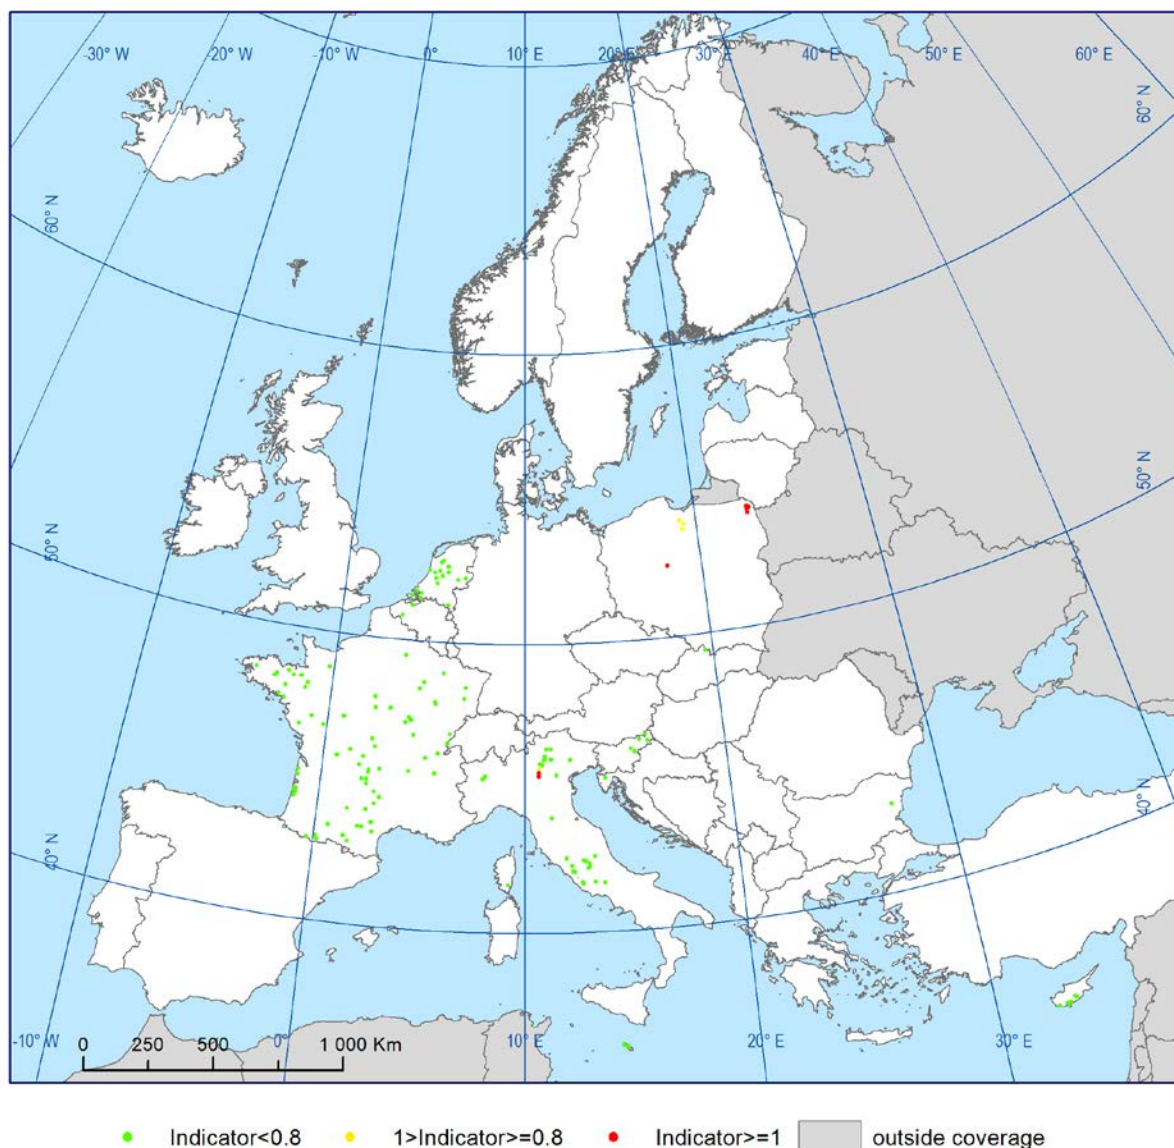 -30° W -20° W -10° W 0° 10° E 20° E 30° E 40° E 50° E 60° E
60° N
60° N
50° N
50° N
40° N
40° N
-10° W 0° 10° E 20° E 30° E
0 250 500 1 000 Km
Indicator<0.8 1>Indicator>=0.8 Indicator>=1 outside coverage